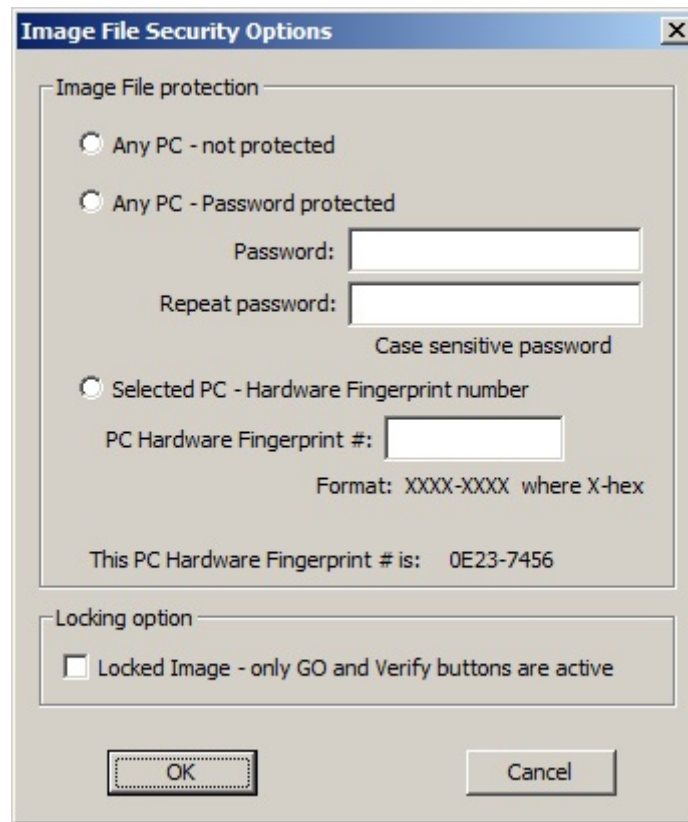 Image File Security Options
Image File protection
Any PC - not protected
Any PC - Password protected
Password:
Repeat password:
Case sensitive password
Selected PC - Hardware Fingerprint number
PC Hardware Fingerprint #:
Format: XXXX-XXXX where X-hex
This PC Hardware Fingerprint # is: 0E23-7456
Locking option
Locked Image - only GO and Verify buttons are active
OK Cancel